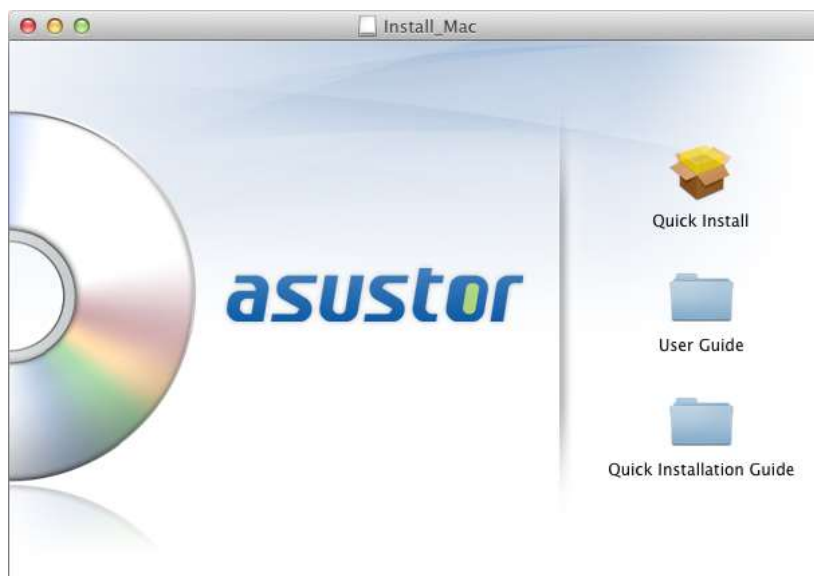 Install_Mac
Quick Install
asustor
User Guide
Quick Installation Guide